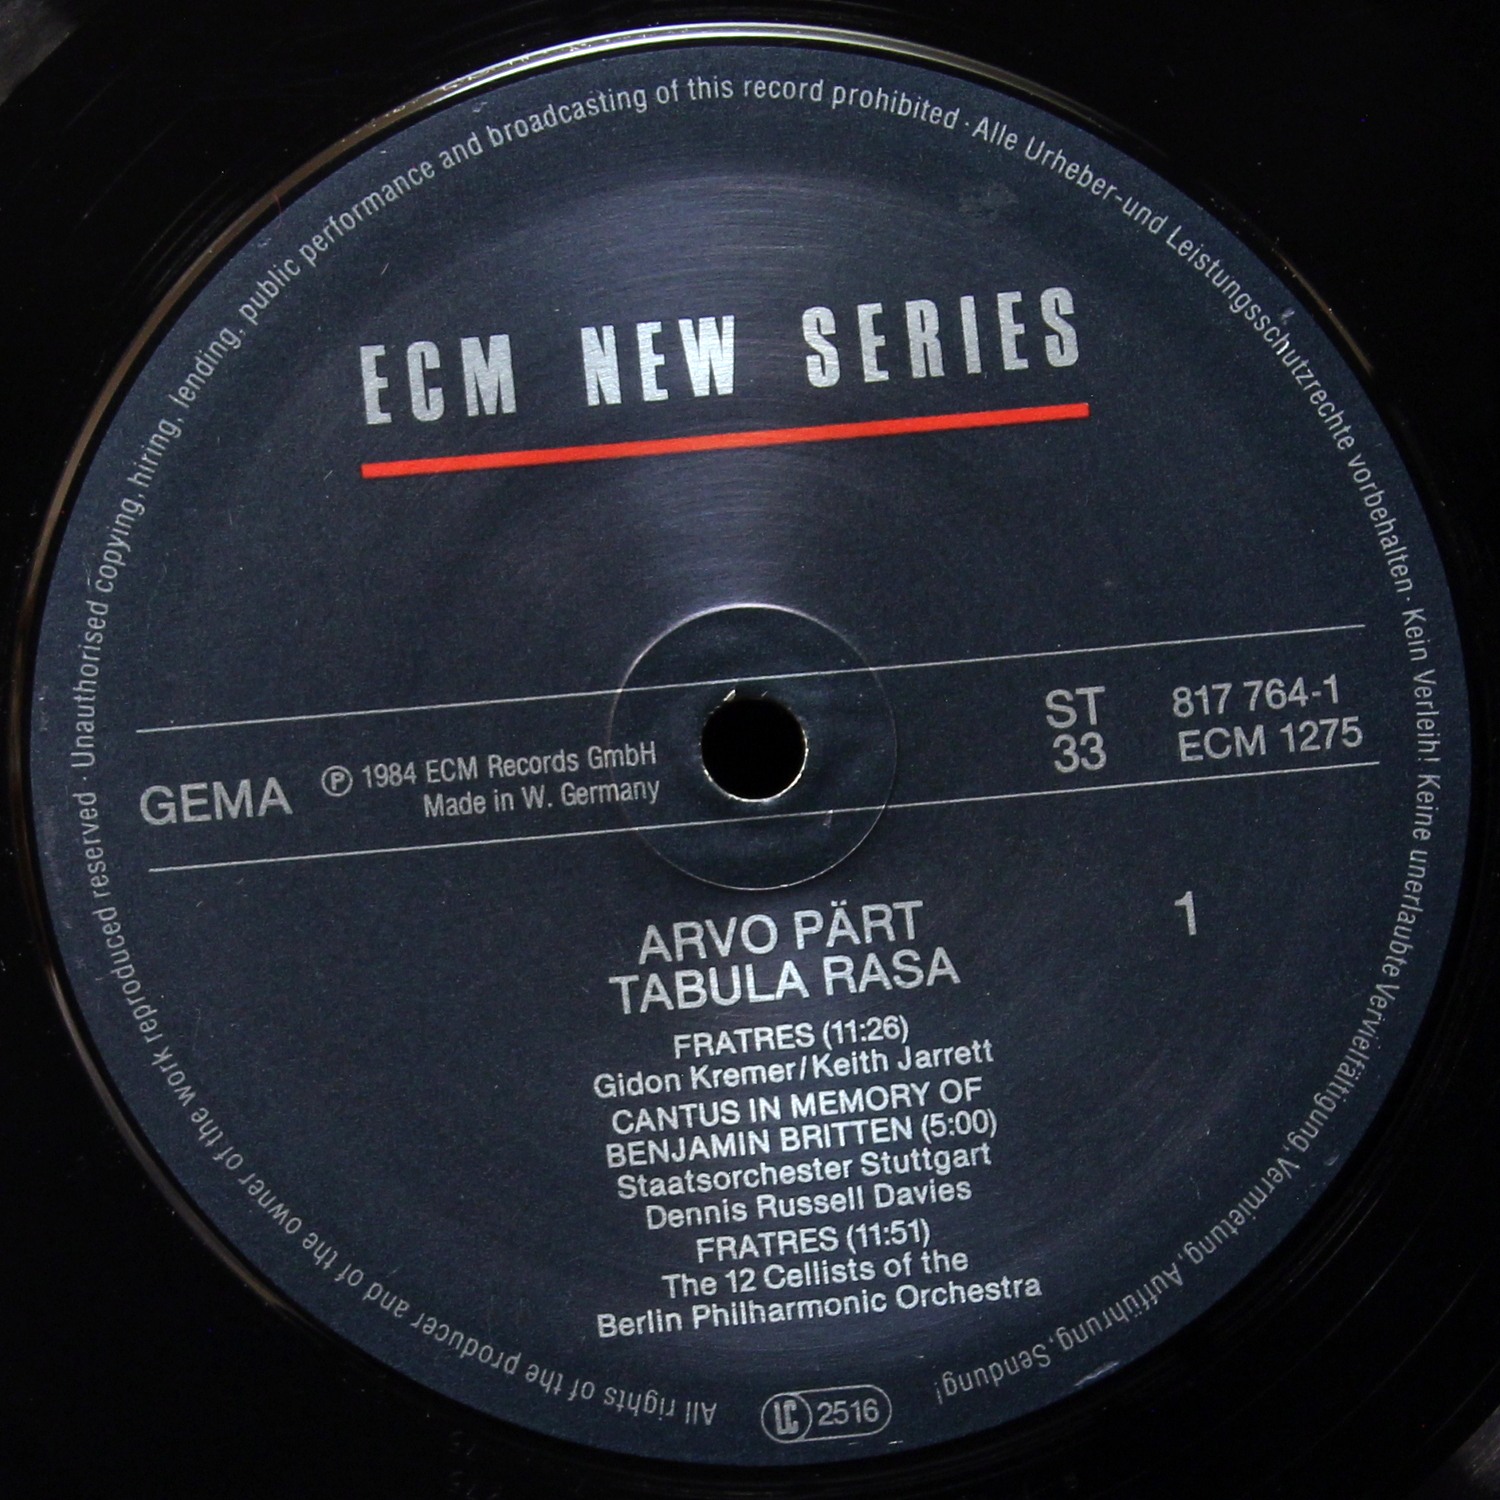 ECM NEW SERIES
GEMA
℗ 1984 ECM Records GmbH
Made in W. Germany
ST
33
817 764-1
ECM 1275
1
ARVO PÄRT
TABULA RASA
FRATRES (11:26)
Gidon Kremer/Keith Jarrett
CANTUS IN MEMORY OF
BENJAMIN BRITTEN (5:00)
Staatsorchester Stuttgart
Dennis Russell Davies
FRATRES (11:51)
The 12 Cellists of the
Berlin Philharmonic Orchestra
LC 2516
All rights of the producer and of the owner of the work reproduced reserved · Unauthorised copying, hiring, lending, public performance and broadcasting of this record prohibited · Alle Urheber-und Leistungsschutzrechte vorbehalten · Kein Verleih! Keine unerlaubte Vervielfältigung, Vermietung, Aufführung, Sendung!